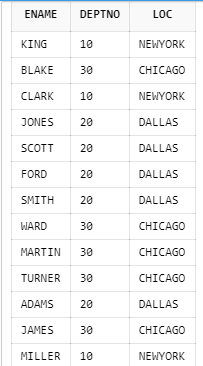 ENAME DEPTNO LOC
KING 10 NEWYORK
BLAKE 30 CHICAGO
CLARK 10 NEWYORK
JONES 20 DALLAS
SCOTT 20 DALLAS
FORD 20 DALLAS
SMITH 20 DALLAS
WARD 30 CHICAGO
MARTIN 30 CHICAGO
TURNER 30 CHICAGO
ADAMS 20 DALLAS
JAMES 30 CHICAGO
MILLER 10 NEWYORK